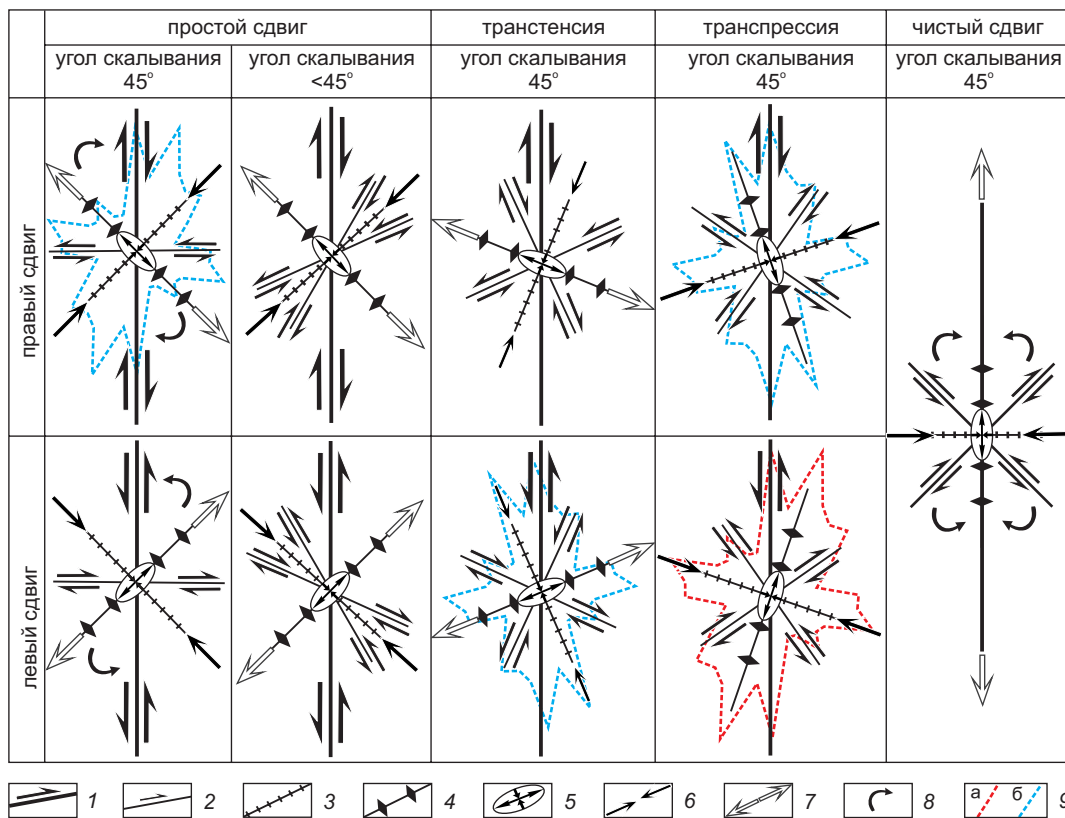 простой сдвиг транстенсия транспрессия чистый сдвиг
угол скалывания угол скалывания угол скалывания угол скалывания угол скалывания
45° <45° 45° 45° 45°
правый сдвиг
левый сдвиг
1 2 3 4 5 6 7 8 а б 9